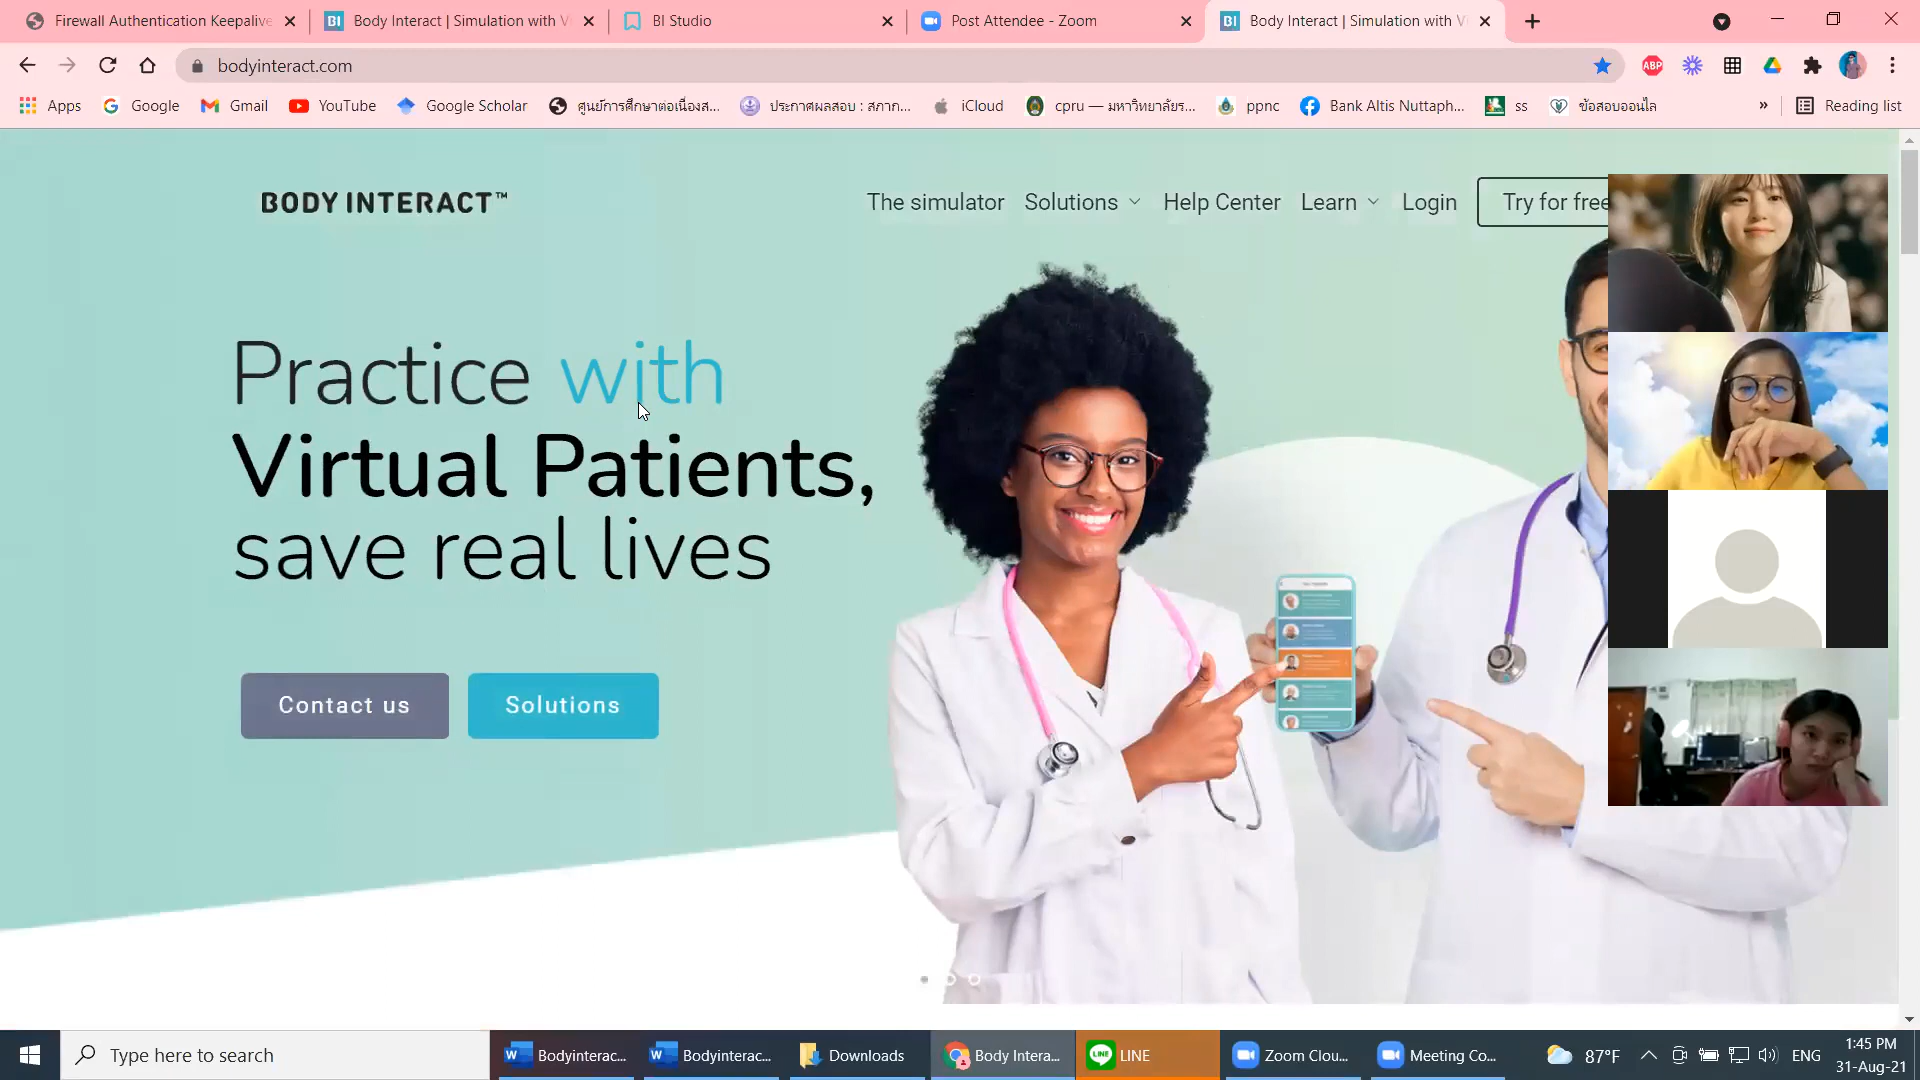 Firewall Authentication Keepalive
Body Interact | Simulation with V
BI Studio
Post Attendee - Zoom
Body Interact | Simulation with V
bodyinteract.com
ABP
Apps
Google
Gmail
YouTube
Google Scholar
ศูนย์การศึกษาต่อเนื่องส...
ประกาศผลสอบ : สภาก...
iCloud
cpru — มหาวิทยาลัยร...
ppnc
Bank Altis Nuttaph...
ss
ข้อสอบออนไล
»
Reading list
BODY INTERACT™
The simulator
Solutions
Help Center
Learn
Login
Try for free
Practice with
Virtual Patients,
save real lives
Contact us
Solutions
Type here to search
Bodyinterac...
Bodyinterac...
Downloads
Body Intera...
LINE
Zoom Clou...
Meeting Co...
87°F
ENG
1:45 PM
31-Aug-21